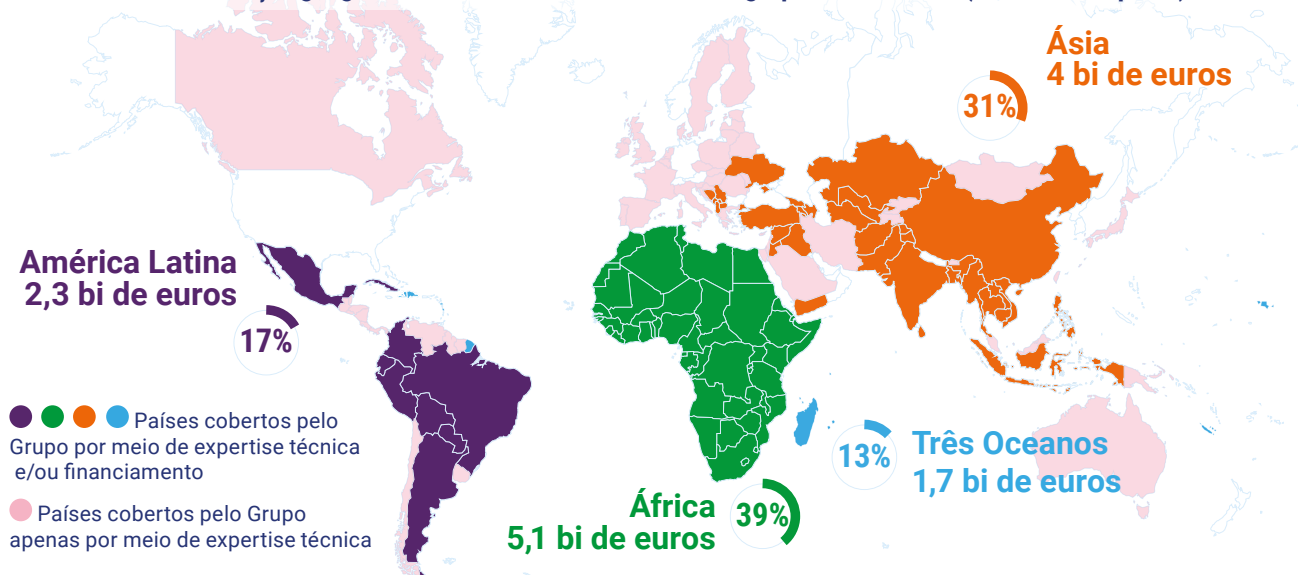 Ásia
4 bi de euros
31%
América Latina
2,3 bi de euros
17%
Países cobertos pelo
Grupo por meio de expertise técnica
e/ou financiamento
Países cobertos pelo Grupo
apenas por meio de expertise técnica
África
5,1 bi de euros
39%
13%
Três Oceanos
1,7 bi de euros